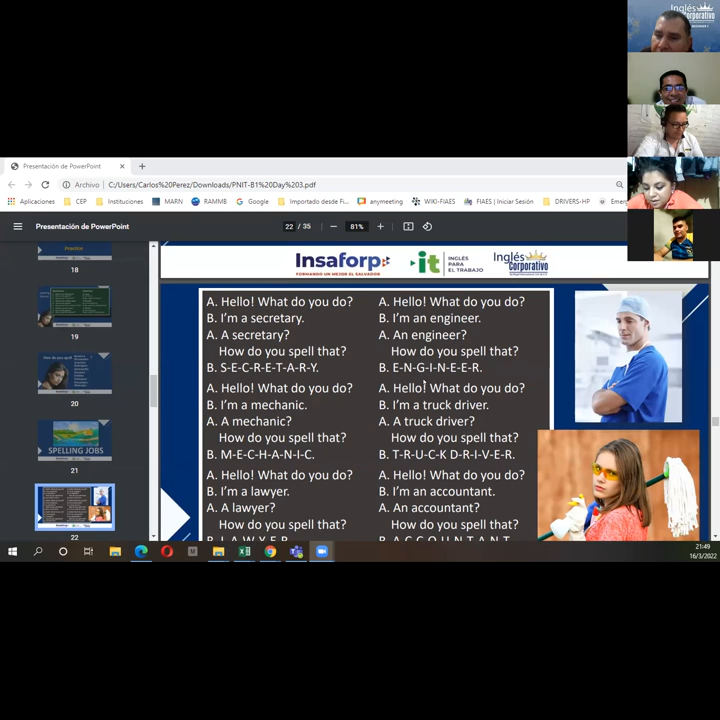 Inglés
Corporativo
Presentación de PowerPoint
Archivo
C:/Users/Carlos%20Perez/Downloads/PNIT-B1%20Day%203.pdf
Aplicaciones
CEP
Instituciones
MARN
RAMMB
Google
Importado desde Fi...
anymeeting
WIKI-FIAES
FIAES | Iniciar Sesión
DRIVERS-HP
Presentación de PowerPoint
22 / 35
81%
Practice
18
19
20
SPELLING JOBS
21
22
Insaforp
FORMANDO UN MEJOR EL SALVADOR
it
INGLÉS
PARA
EL TRABAJO
Inglés
Corporativo
A. Hello! What do you do?
B. I'm a secretary.
A. A secretary?
How do you spell that?
B. S-E-C-R-E-T-A-R-Y.
A. Hello! What do you do?
B. I'm a mechanic.
A. A mechanic?
How do you spell that?
B. M-E-C-H-A-N-I-C.
A. Hello! What do you do?
B. I'm a lawyer.
A. A lawyer?
How do you spell that?
B. L-A-W-Y-E-R.
A. Hello! What do you do?
B. I'm an engineer.
A. An engineer?
How do you spell that?
B. E-N-G-I-N-E-E-R.
A. Hello! What do you do?
B. I'm a truck driver.
A. A truck driver?
How do you spell that?
B. T-R-U-C-K D-R-I-V-E-R.
A. Hello! What do you do?
B. I'm an accountant.
A. An accountant?
How do you spell that?
B. A-C-C-O-U-N-T-A-N-T.
21:49
16/3/2022